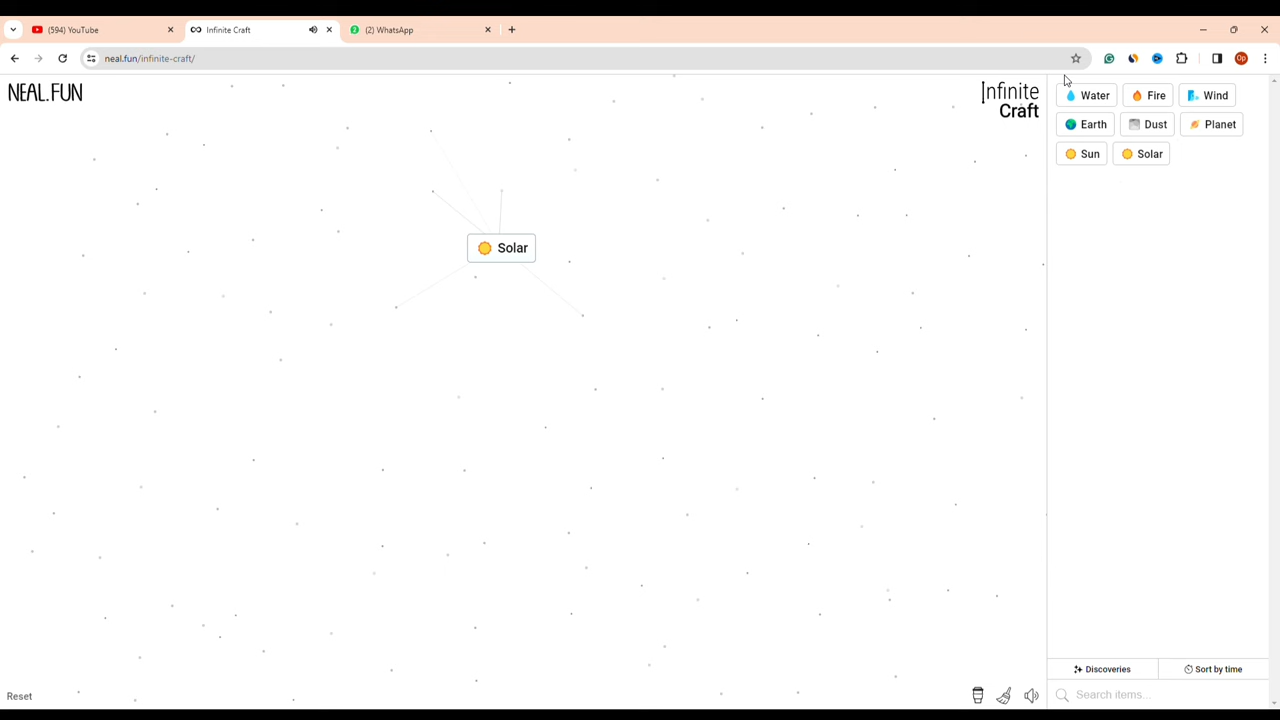 (594) YouTube
Infinite Craft
(2) WhatsApp
neal.fun/infinite-craft/
Op
NEAL.FUN
Infinite
Craft
Water
Fire
Wind
Earth
Dust
Planet
Sun
Solar
Solar
Discoveries
Sort by time
Reset
Search items...